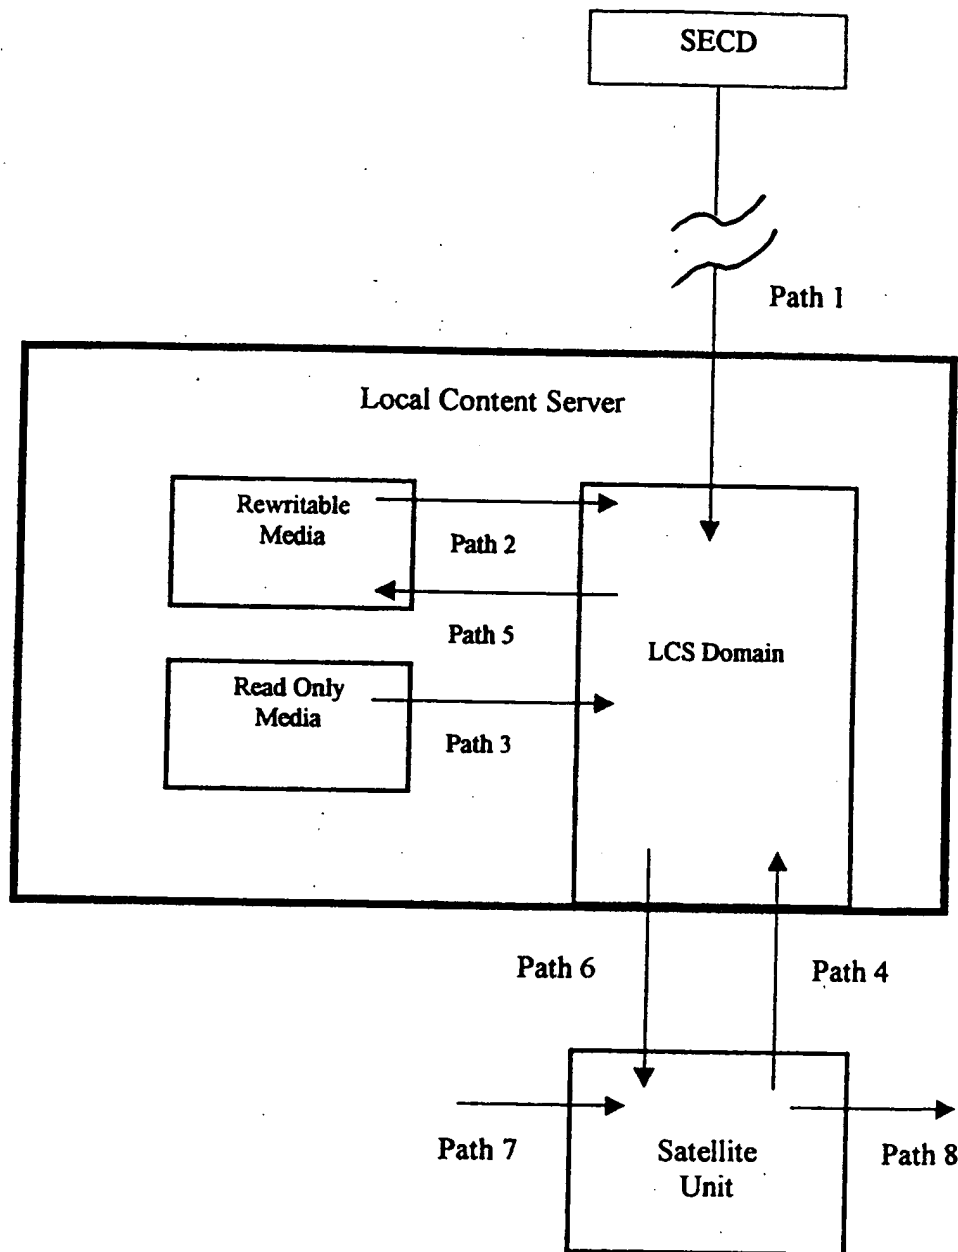 SECD
Path 1
Local Content Server
Rewritable
Media
Path 2
Path 5
LCS Domain
Read Only
Media
Path 3
Path 6
Path 4
Path 7
Satellite
Unit
Path 8